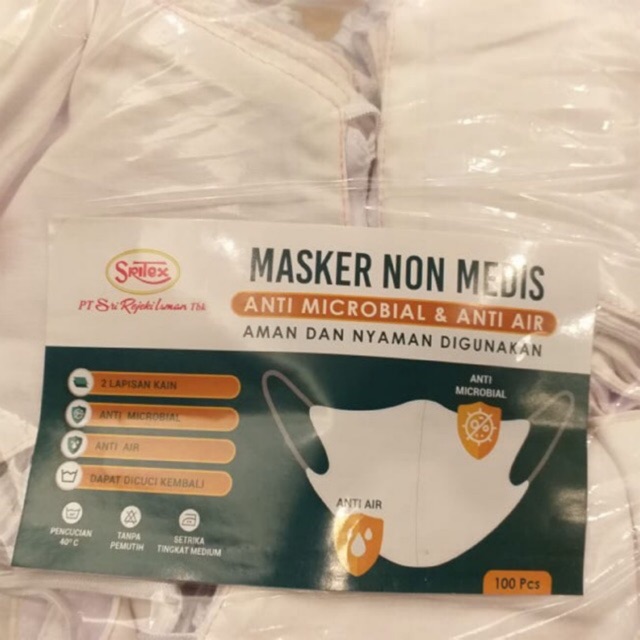 SRITEX
PT Sri Rejeki Isman Tbk
MASKER NON MEDIS
ANTI MICROBIAL & ANTI AIR
AMAN DAN NYAMAN DIGUNAKAN
2 LAPISAN KAIN
ANTI MICROBIAL
ANTI AIR
DAPAT DICUCI KEMBALI
PENCUCIAN
40° C
TANPA
PEMUTIH
SETRIKA
TINGKAT MEDIUM
ANTI
MICROBIAL
ANTI AIR
100 Pcs